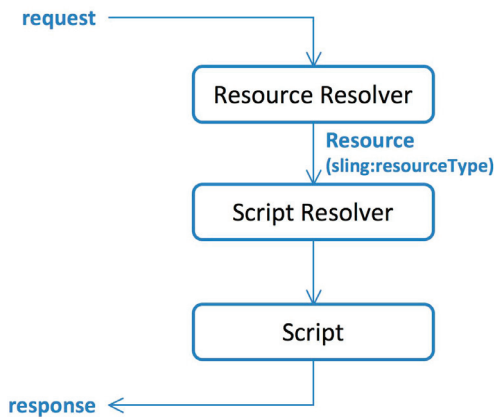 request
Resource Resolver
Resource
(sling:resourceType)
Script Resolver
Script
response